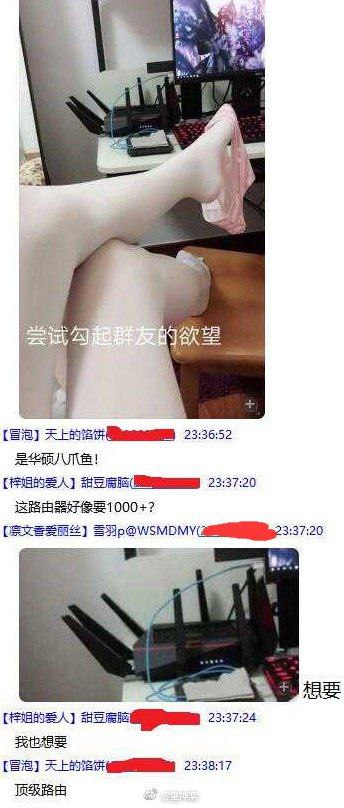 尝试勾起群友的欲望
【冒泡】天上的馅饼( 23:36:52
是华硕八爪鱼！
【梓姐的爱人】甜豆魔脑( 23:37:20
这路由器好像要1000+？
【凛文香爱丽丝】雪羽p@WSMDMY( 23:37:20
想要
【梓姐的爱人】甜豆魔脑( 23:37:24
我也想要
【冒泡】天上的馅饼( 23:38:17
顶级路由